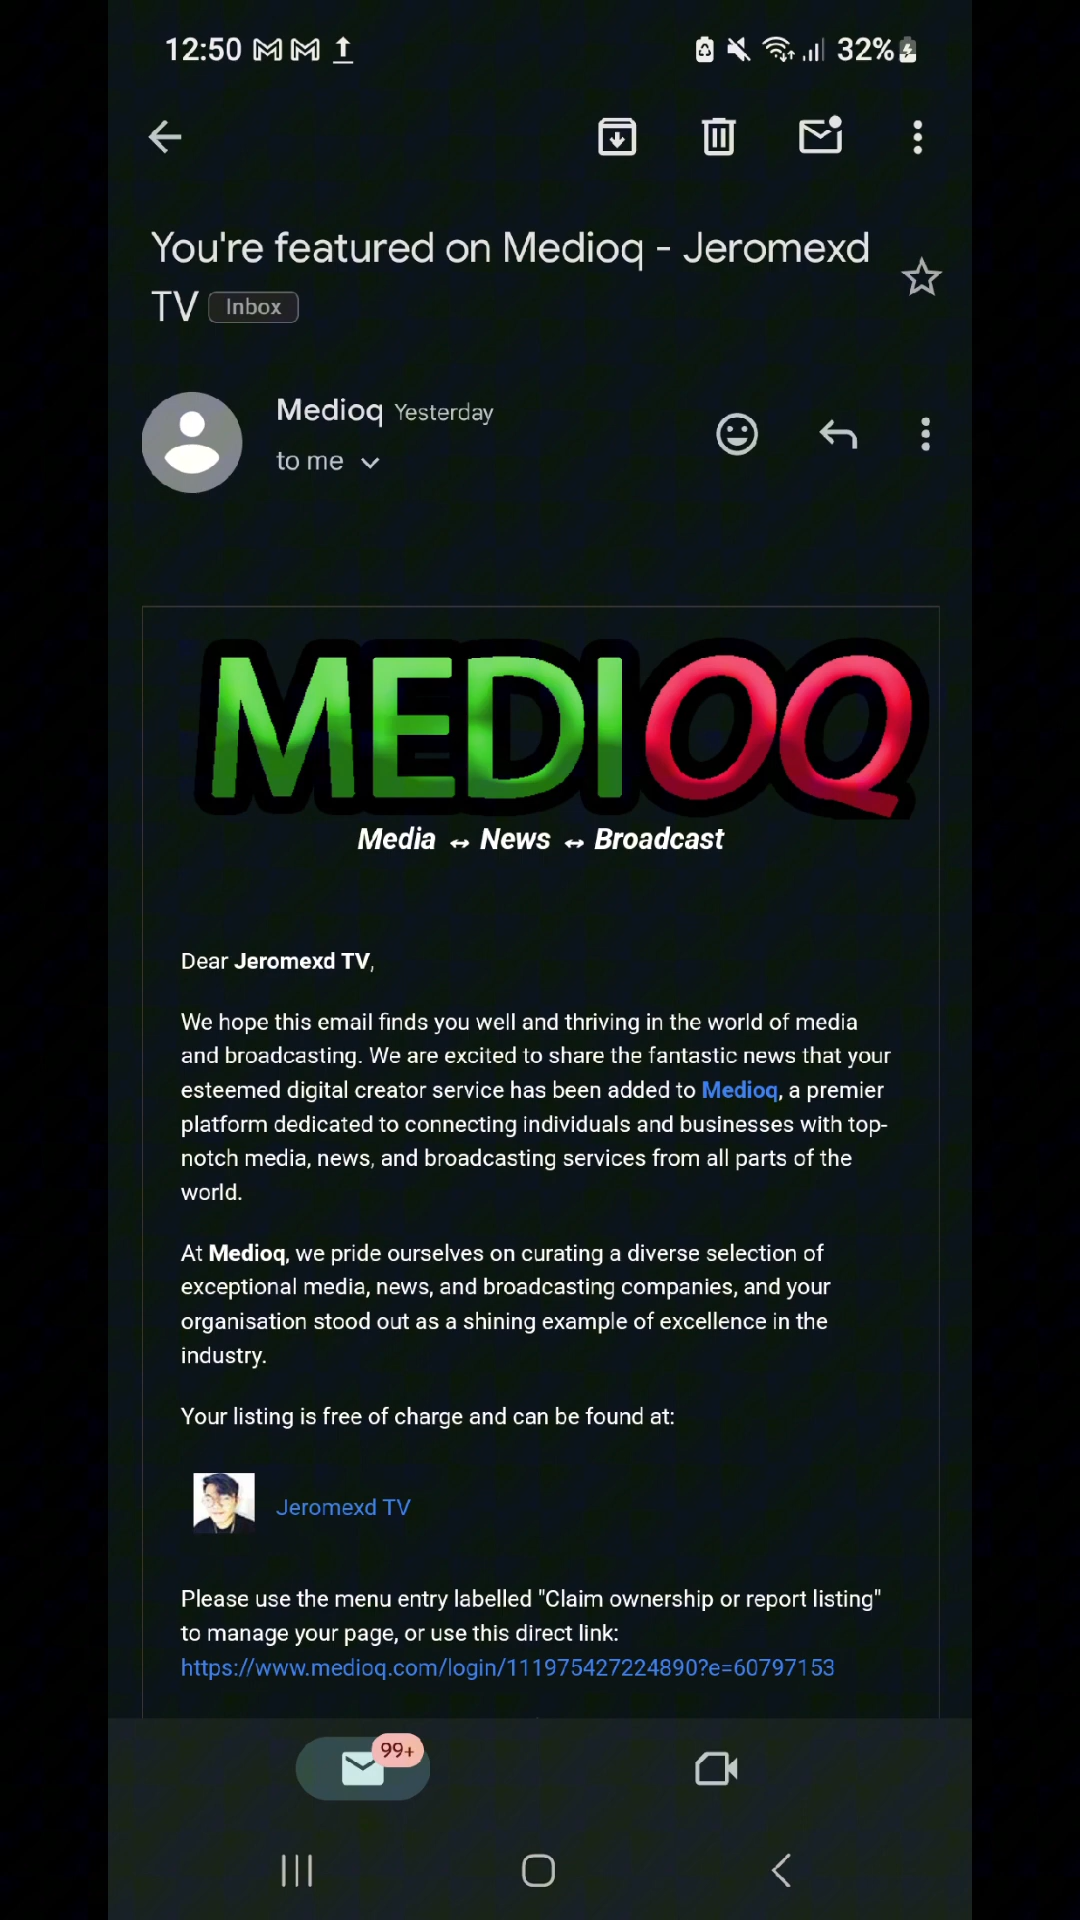 12:50
32%
You're featured on Medioq - Jeromexd
TV Inbox
Medioq Yesterday
to me
MEDIOQ
Media ↔ News ↔ Broadcast
Dear Jeromexd TV,
We hope this email finds you well and thriving in the world of media
and broadcasting. We are excited to share the fantastic news that your
esteemed digital creator service has been added to Medioq, a premier
platform dedicated to connecting individuals and businesses with top-
notch media, news, and broadcasting services from all parts of the
world.
At Medioq, we pride ourselves on curating a diverse selection of
exceptional media, news, and broadcasting companies, and your
organisation stood out as a shining example of excellence in the
industry.
Your listing is free of charge and can be found at:
Jeromexd TV
Please use the menu entry labelled "Claim ownership or report listing"
to manage your page, or use this direct link:
https://www.medioq.com/login/111975427224890?e=60797153
99+